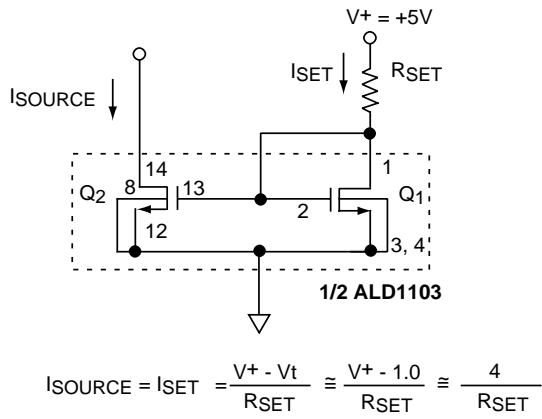 V+ = +5V
ISET
RSET
ISOURCE
14
1
Q2
8
13
Q1
2
12
3, 4
1/2 ALD1103
ISOURCE = ISET = V+ - Vt / RSET ≅ V+ - 1.0 / RSET ≅ 4 / RSET